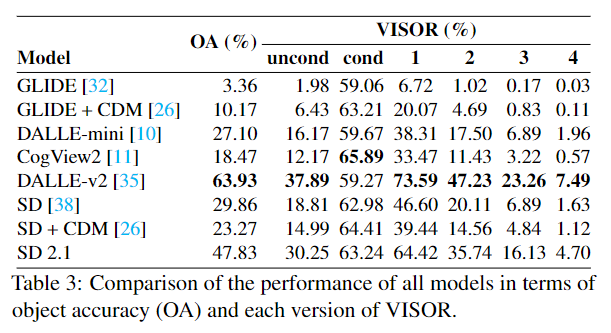 OA (%) VISOR (%)
Model uncond cond 1 2 3 4
GLIDE [32] 3.36 1.98 59.06 6.72 1.02 0.17 0.03
GLIDE + CDM [26] 10.17 6.43 63.21 20.07 4.69 0.83 0.11
DALLE-mini [10] 27.10 16.17 59.67 38.31 17.50 6.89 1.96
CogView2 [11] 18.47 12.17 65.89 33.47 11.43 3.22 0.57
DALLE-v2 [35] 63.93 37.89 59.27 73.59 47.23 23.26 7.49
SD [38] 29.86 18.81 62.98 46.60 20.11 6.89 1.63
SD + CDM [26] 23.27 14.99 64.41 39.44 14.56 4.84 1.12
SD 2.1 47.83 30.25 63.24 64.42 35.74 16.13 4.70
Table 3: Comparison of the performance of all models in terms of
object accuracy (OA) and each version of VISOR.